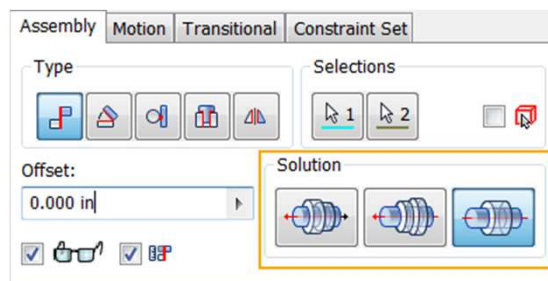 Assembly Motion Transitional Constraint Set
Type
Selections
1 2
Offset:
0.000 in
Solution